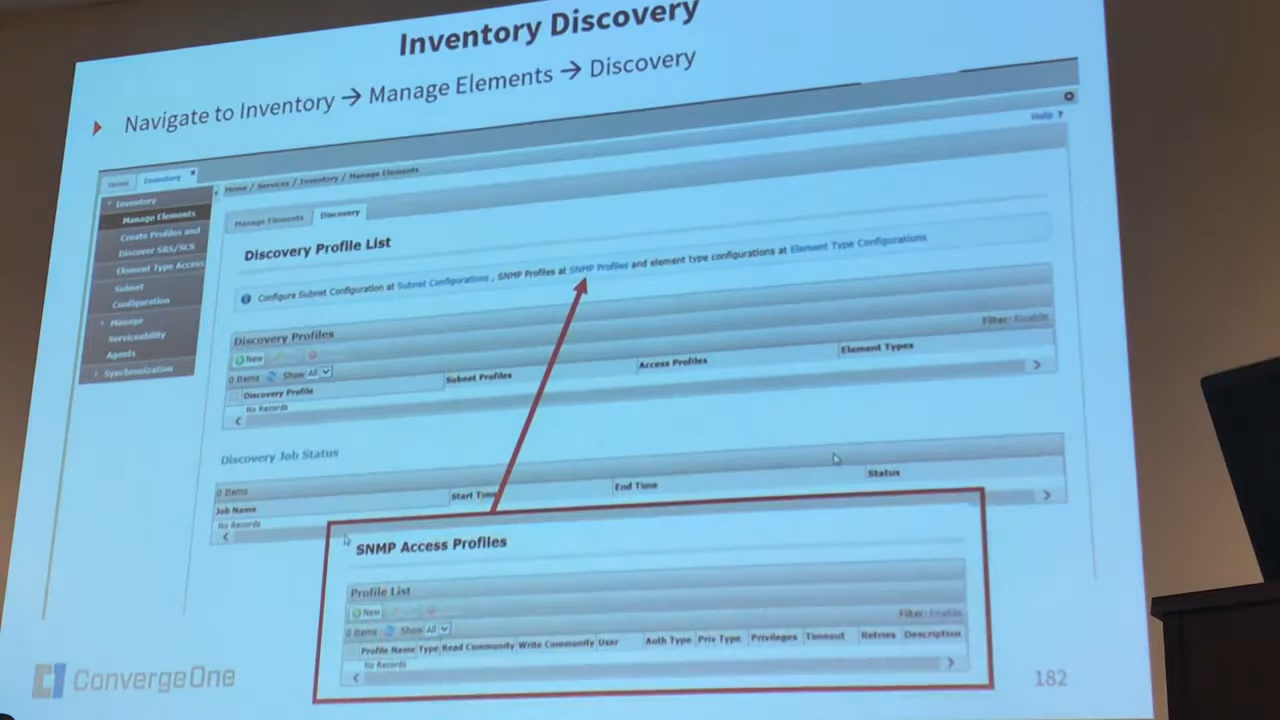 Inventory Discovery
Navigate to Inventory → Manage Elements → Discovery
Help ?
Home Inventory ×
Home / Services / Inventory / Manage Elements
Inventory
Manage Elements
Create Profiles and
Discover SRS/SCS
Element Type Access
Subnet
Configuration
Manage
Serviceability
Agents
Synchronization
Manage Elements Discovery
Discovery Profile List
Configure Subnet Configuration at Subnet Configurations , SNMP Profiles at SNMP Profiles and element type configurations at Element Type Configurations
Discovery Profiles
New
Filter: Enable
0 Items Show All
Discovery Profile Subnet Profiles Access Profiles Element Types
No Records
Discovery Job Status
0 Items
Job Name Start Time End Time Status
No Records
SNMP Access Profiles
Profile List
New
Filter: Enable
0 Items Show All
Profile Name Type Read Community Write Community User Auth Type Priv Type Privileges Timeout Retries Description
No Records
ConvergeOne
182